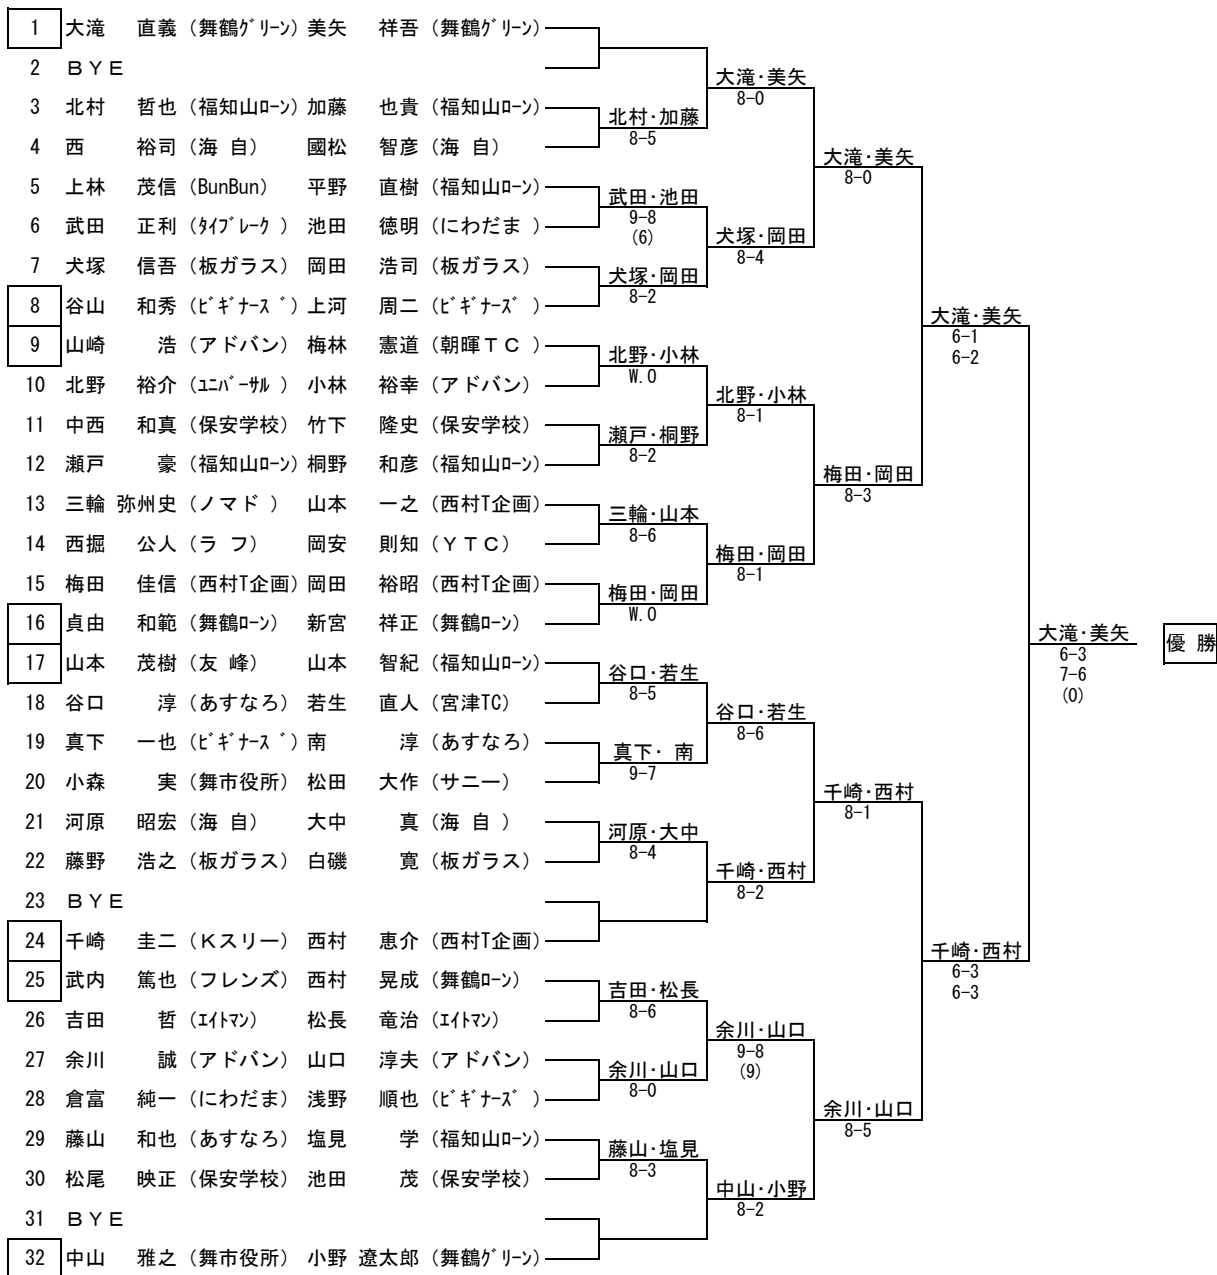 1 大滝 直義 (舞鶴グリーン) 美矢 祥吾 (舞鶴グリーン)
2 ＢＹＥ
大滝・美矢
8-0
3 北村 哲也 (福知山ローン) 加藤 也貴 (福知山ローン)
北村・加藤
8-5
4 西 裕司 (海 自) 國松 智彦 (海 自)
大滝・美矢
8-0
5 上林 茂信 (BunBun) 平野 直樹 (福知山ローン)
武田・池田
9-8
(6)
6 武田 正利 (タイブレーク ) 池田 徳明 (にわだま )
犬塚・岡田
8-4
7 犬塚 信吾 (板ガラス) 岡田 浩司 (板ガラス)
犬塚・岡田
8-2
8 谷山 和秀 (ビギナーズ ) 上河 周二 (ビギナーズ )
大滝・美矢
6-1
6-2
9 山崎 浩 (アドバン) 梅林 憲道 (朝暉ＴＣ )
北野・小林
W.O
10 北野 裕介 (ユニバーサル ) 小林 裕幸 (アドバン)
北野・小林
8-1
11 中西 和真 (保安学校) 竹下 隆史 (保安学校)
瀬戸・桐野
8-2
12 瀬戸 豪 (福知山ローン) 桐野 和彦 (福知山ローン)
梅田・岡田
8-3
13 三輪 弥州史 (ノマド ) 山本 一之 (西村T企画)
三輪・山本
8-6
14 西堀 公人 (ラ フ) 岡安 則知 (ＹＴＣ)
梅田・岡田
8-1
15 梅田 佳信 (西村T企画) 岡田 裕昭 (西村T企画)
梅田・岡田
W.O
16 貞由 和範 (舞鶴ローン) 新宮 祥正 (舞鶴ローン)
大滝・美矢
6-3
7-6
(0)
優 勝
17 山本 茂樹 (友 峰) 山本 智紀 (福知山ローン)
谷口・若生
8-5
18 谷口 淳 (あすなろ) 若生 直人 (宮津TC)
谷口・若生
8-6
19 真下 一也 (ビギナーズ ) 南 淳 (あすなろ)
真下・ 南
9-7
20 小森 実 (舞市役所) 松田 大作 (サニー)
千崎・西村
8-1
21 河原 昭宏 (海 自) 大中 真 (海 自 )
河原・大中
8-4
22 藤野 浩之 (板ガラス) 白磯 寛 (板ガラス)
千崎・西村
8-2
23 ＢＹＥ
24 千崎 圭二 (Ｋスリー) 西村 恵介 (西村T企画)
千崎・西村
6-3
6-3
25 武内 篤也 (フレンズ) 西村 晃成 (舞鶴ローン)
吉田・松長
8-6
26 吉田 哲 (エイトマン) 松長 竜治 (エイトマン)
余川・山口
9-8
(9)
27 余川 誠 (アドバン) 山口 淳夫 (アドバン)
余川・山口
8-0
28 倉富 純一 (にわだま) 浅野 順也 (ビギナーズ )
余川・山口
8-5
29 藤山 和也 (あすなろ) 塩見 学 (福知山ローン)
藤山・塩見
8-3
30 松尾 映正 (保安学校) 池田 茂 (保安学校)
中山・小野
8-2
31 ＢＹＥ
32 中山 雅之 (舞市役所) 小野 遼太郎 (舞鶴グリーン)